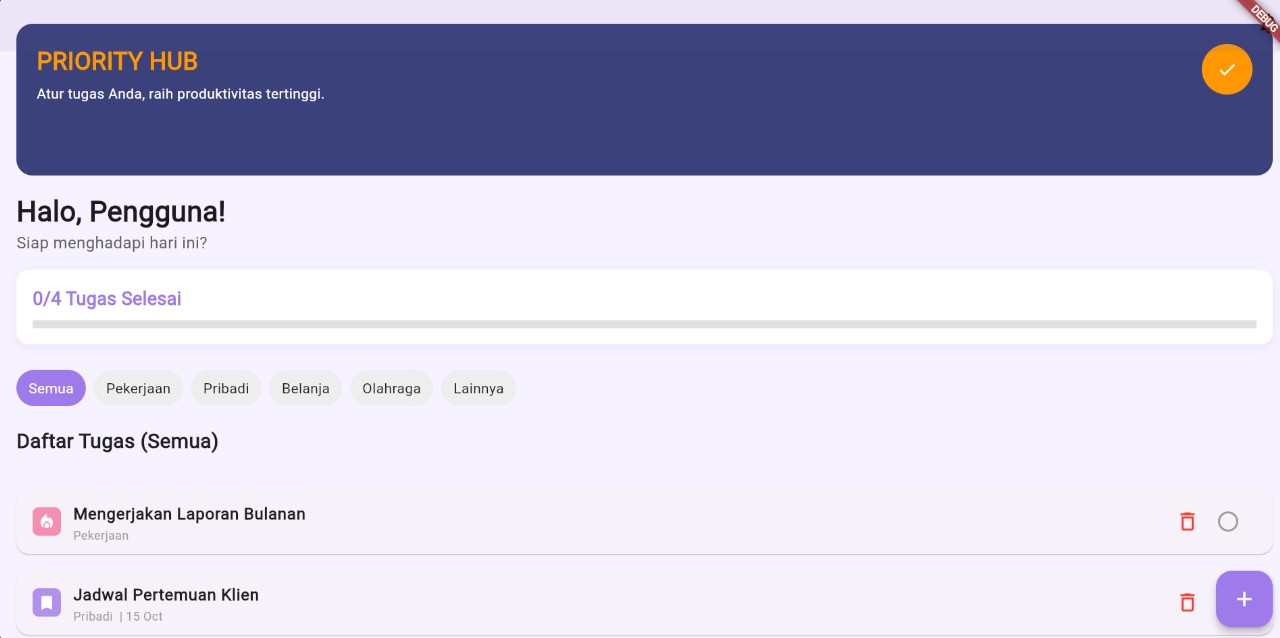 DEBUG
PRIORITY HUB
Atur tugas Anda, raih produktivitas tertinggi.
Halo, Pengguna!
Siap menghadapi hari ini?
0/4 Tugas Selesai
Semua Pekerjaan Pribadi Belanja Olahraga Lainnya
Daftar Tugas (Semua)
Mengerjakan Laporan Bulanan
Pekerjaan
Jadwal Pertemuan Klien
Pribadi | 15 Oct